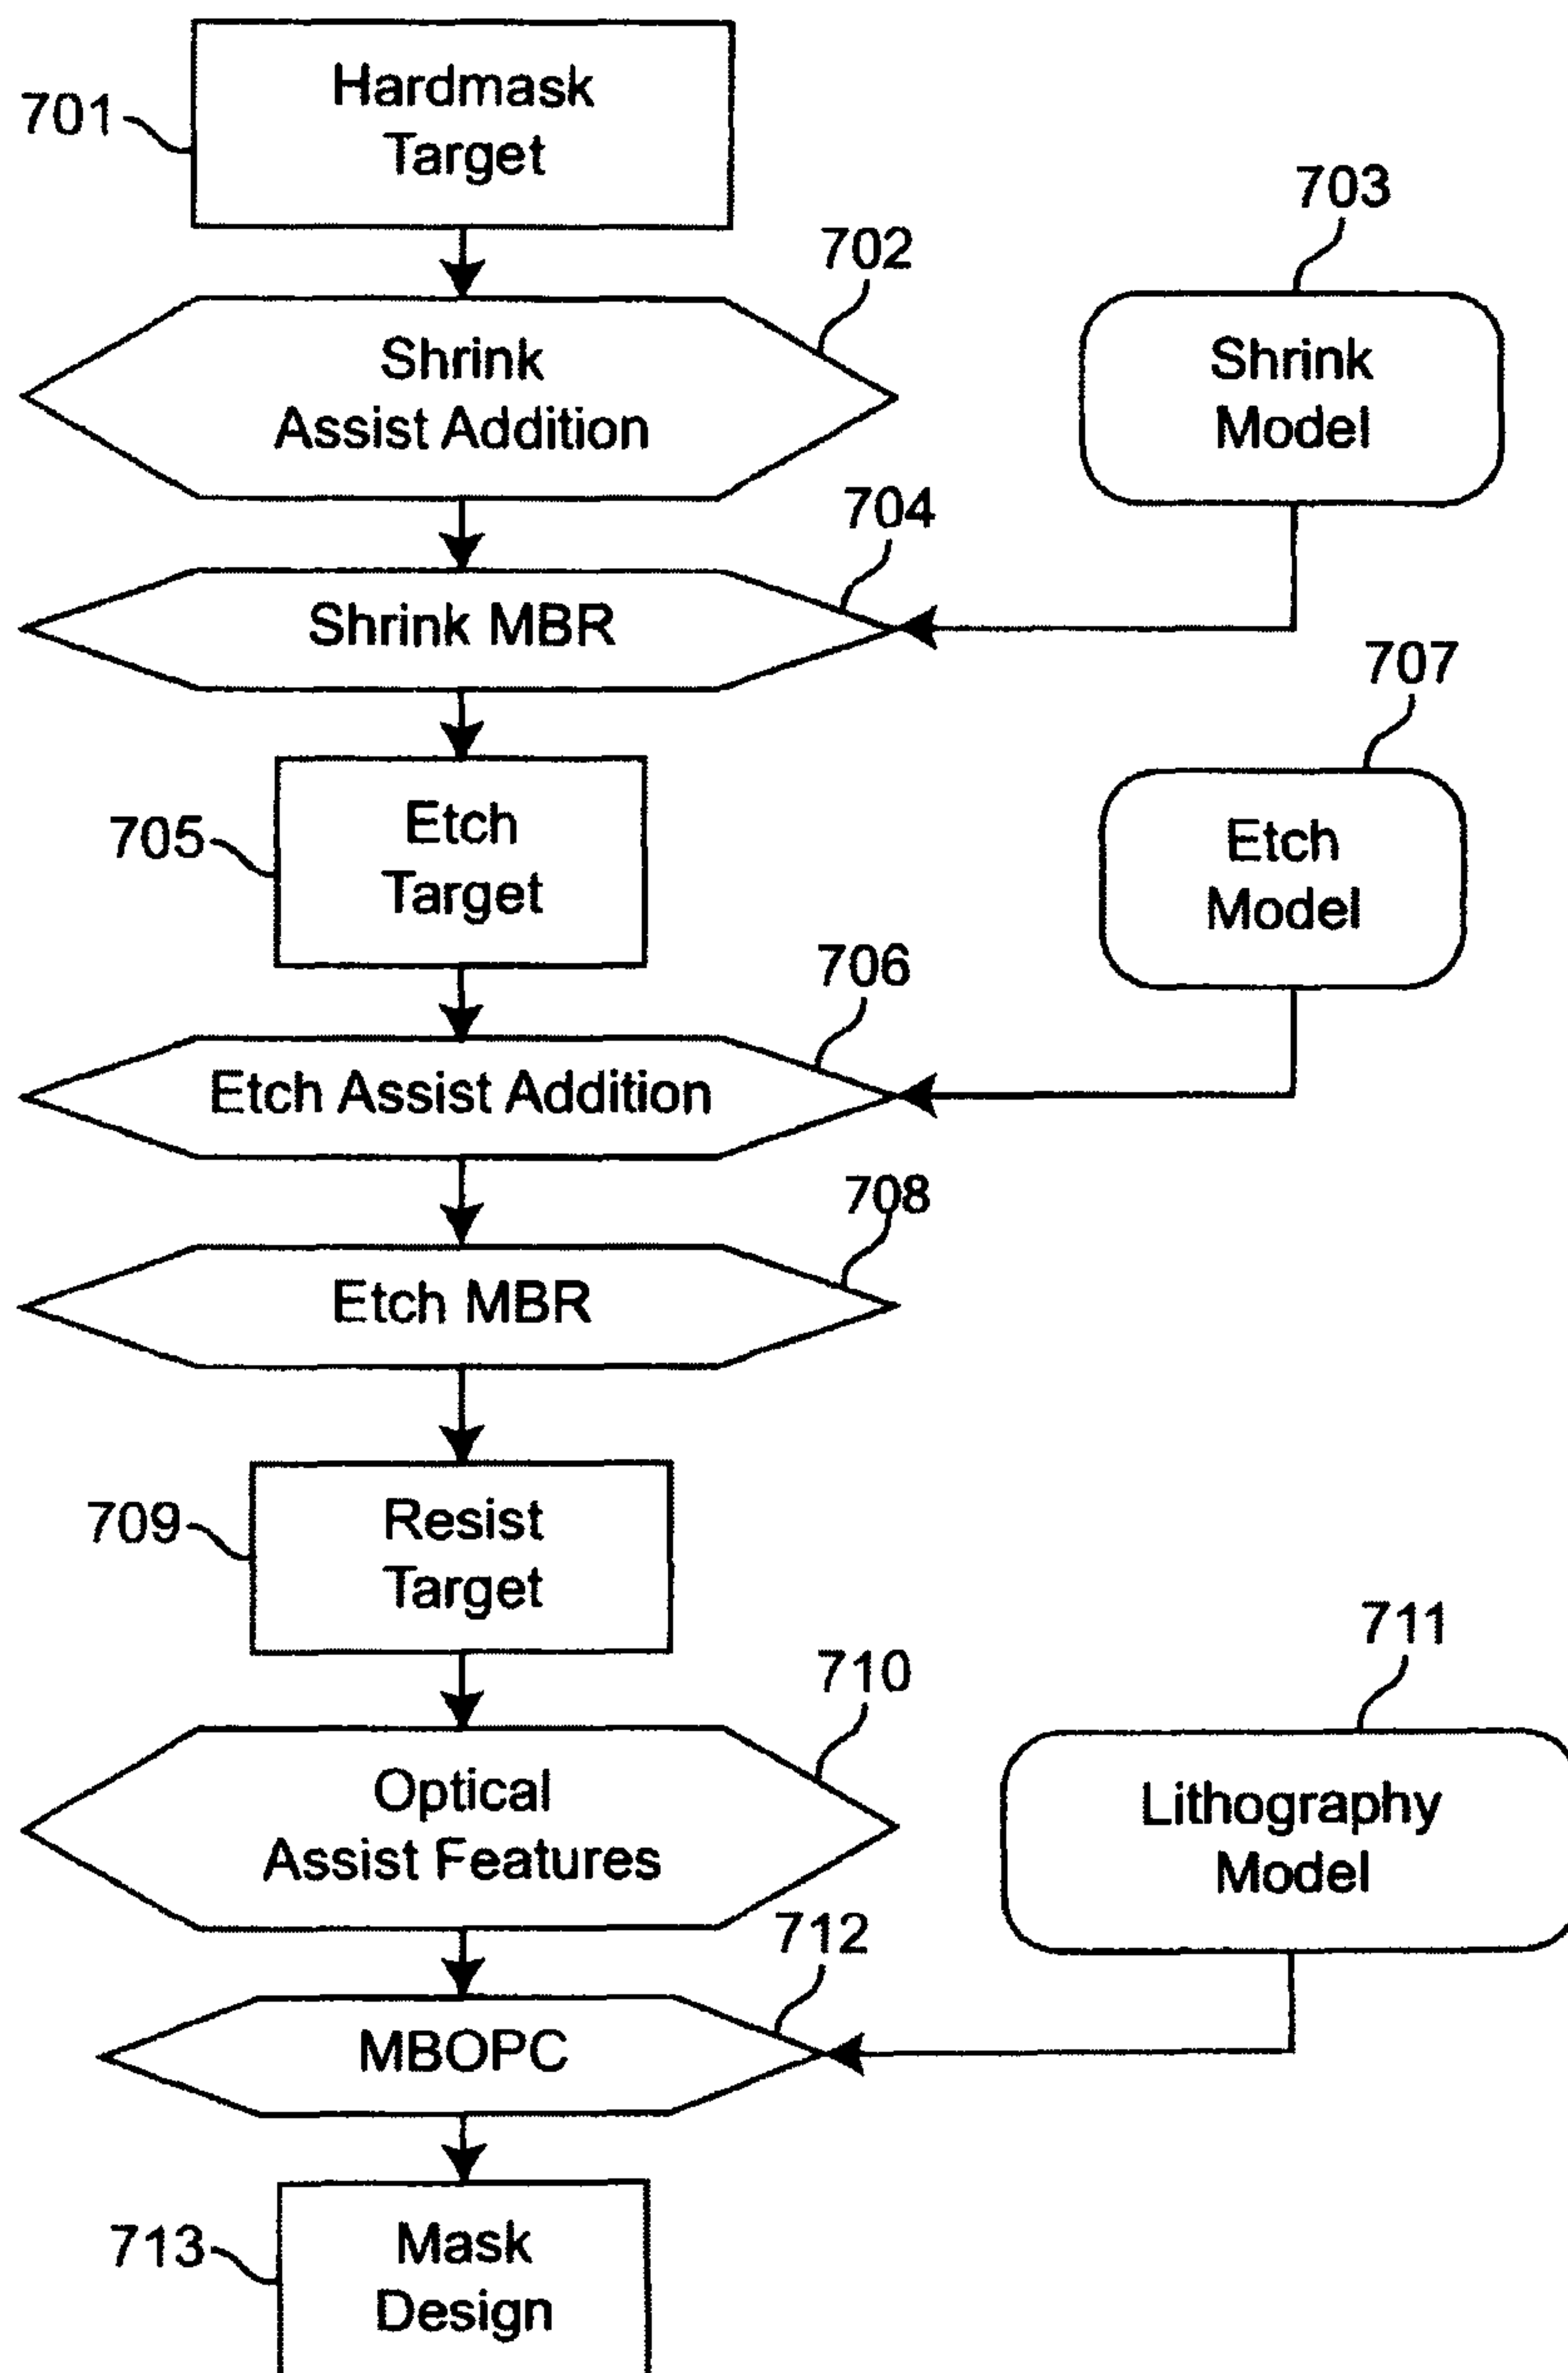 701
Hardmask
Target
702
703
Shrink
Assist Addition
Shrink
Model
704
Shrink MBR
707
705
Etch
Target
Etch
Model
706
Etch Assist Addition
708
Etch MBR
709
Resist
Target
710
711
Optical
Assist Features
Lithography
Model
712
MBOPC
713
Mask
Design